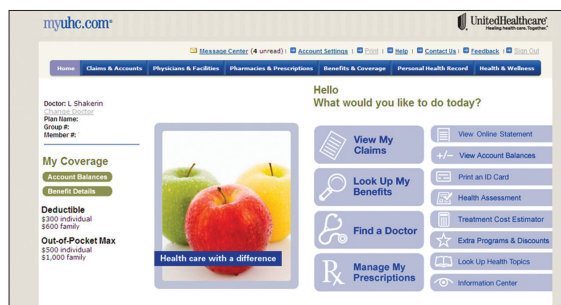 myuhc.com®
UnitedHealthcare®
Healing health care. Together.℠
Message Center (4 unread) | Account Settings | Print | Help | Contact Us | Feedback | Sign Out
Home Claims & Accounts Physicians & Facilities Pharmacies & Prescriptions Benefits & Coverage Personal Health Record Health & Wellness
Hello
What would you like to do today?
Doctor: L Shakerin
Change Doctor
Plan Name:
Group #:
Member #:
My Coverage
Account Balances
Benefit Details
Deductible
$300 individual
$600 family
Out-of-Pocket Max
$500 individual
$1,000 family
Health care with a difference
View My
Claims
Look Up My
Benefits
Find a Doctor
Rx
Manage My
Prescriptions
View Online Statement
+/– View Account Balances
Print an ID Card
Health Assessment
Treatment Cost Estimator
Extra Programs & Discounts
Look Up Health Topics
Information Center